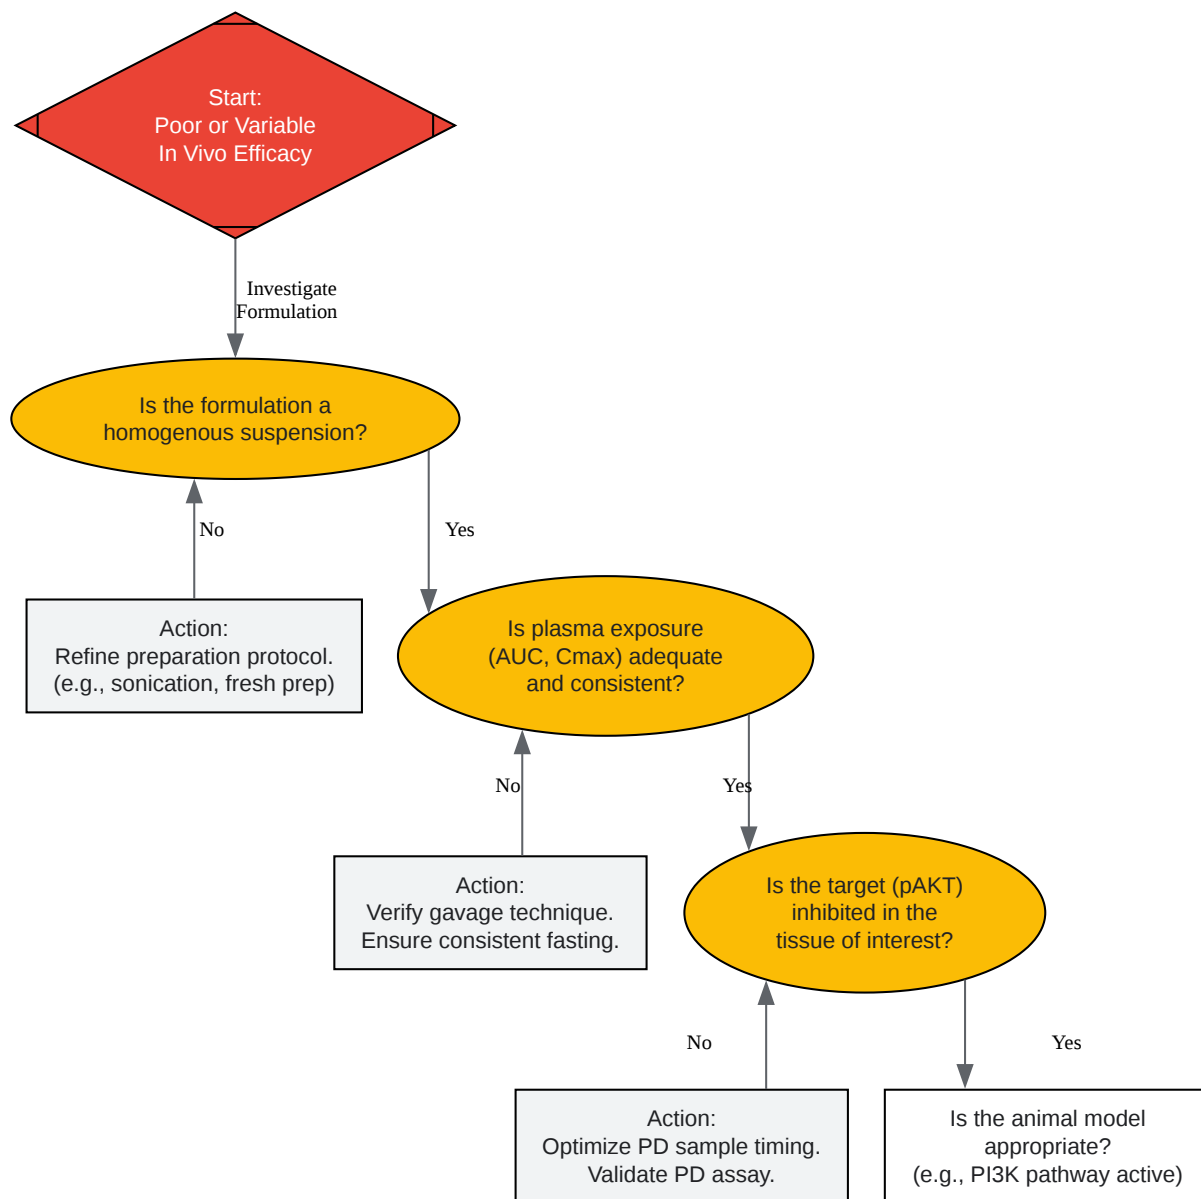 Start:
Poor or Variable
In Vivo Efficacy
Investigate
Formulation
Is the formulation a
homogenous suspension?
No
Yes
Action:
Refine preparation protocol.
(e.g., sonication, fresh prep)
Is plasma exposure
(AUC, Cmax) adequate
and consistent?
No
Yes
Action:
Verify gavage technique.
Ensure consistent fasting.
Is the target (pAKT)
inhibited in the
tissue of interest?
No
Yes
Action:
Optimize PD sample timing.
Validate PD assay.
Is the animal model
appropriate?
(e.g., PI3K pathway active)